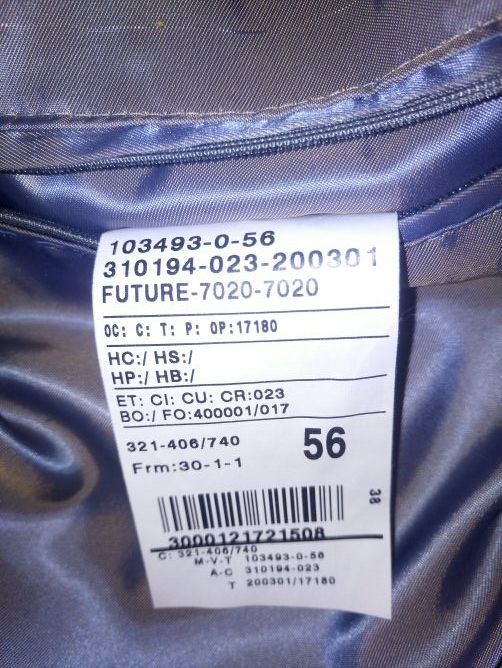 103493-0-56
310194-023-200301
FUTURE-7020-7020
OC: C: T: P: OP:17180
HC:/ HS:/
HP:/ HB:/
ET: CI: CU: CR:023
BO:/ FO:400001/017
321-406/740
56
Frm:30-1-1
38
3000121721508
C: 321-406/740
M-V-T 103493-0-56
A-C 310194-023
T 200301/17180